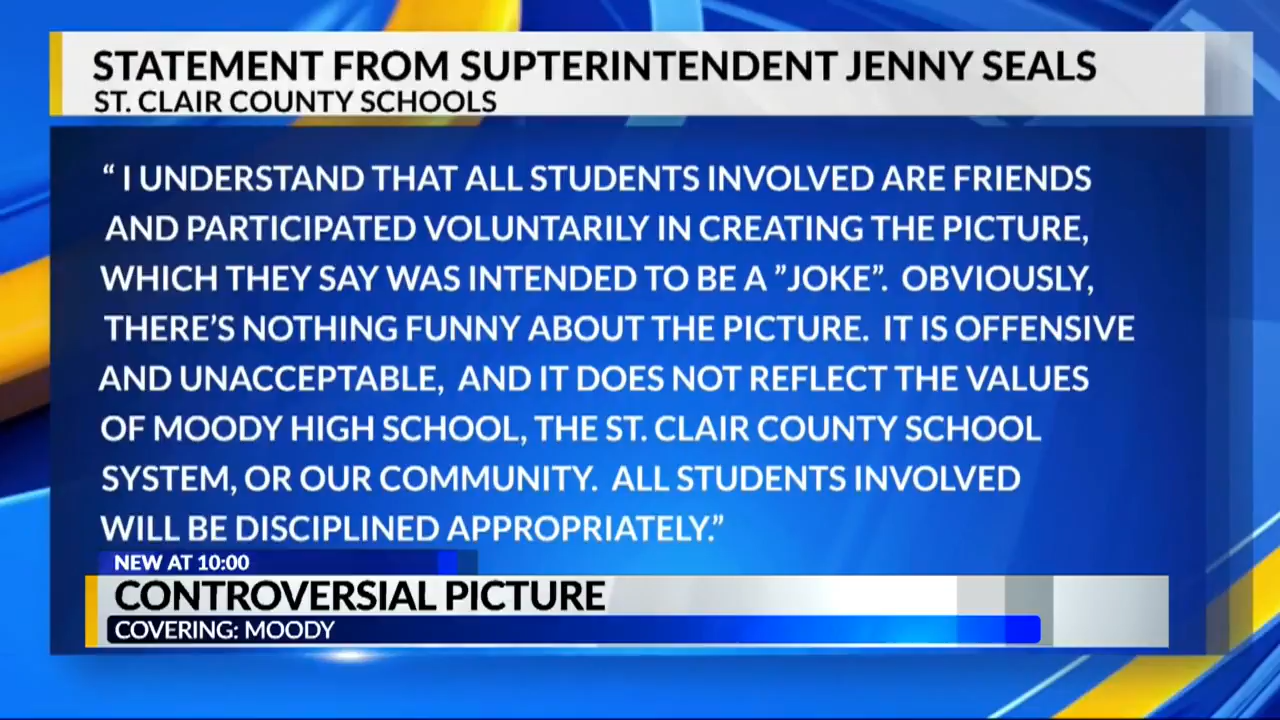 STATEMENT FROM SUPTERINTENDENT JENNY SEALS
ST. CLAIR COUNTY SCHOOLS
“ I UNDERSTAND THAT ALL STUDENTS INVOLVED ARE FRIENDS
AND PARTICIPATED VOLUNTARILY IN CREATING THE PICTURE,
WHICH THEY SAY WAS INTENDED TO BE A ”JOKE”. OBVIOUSLY,
THERE’S NOTHING FUNNY ABOUT THE PICTURE. IT IS OFFENSIVE
AND UNACCEPTABLE, AND IT DOES NOT REFLECT THE VALUES
OF MOODY HIGH SCHOOL, THE ST. CLAIR COUNTY SCHOOL
SYSTEM, OR OUR COMMUNITY. ALL STUDENTS INVOLVED
WILL BE DISCIPLINED APPROPRIATELY.”
NEW AT 10:00
CONTROVERSIAL PICTURE
COVERING: MOODY